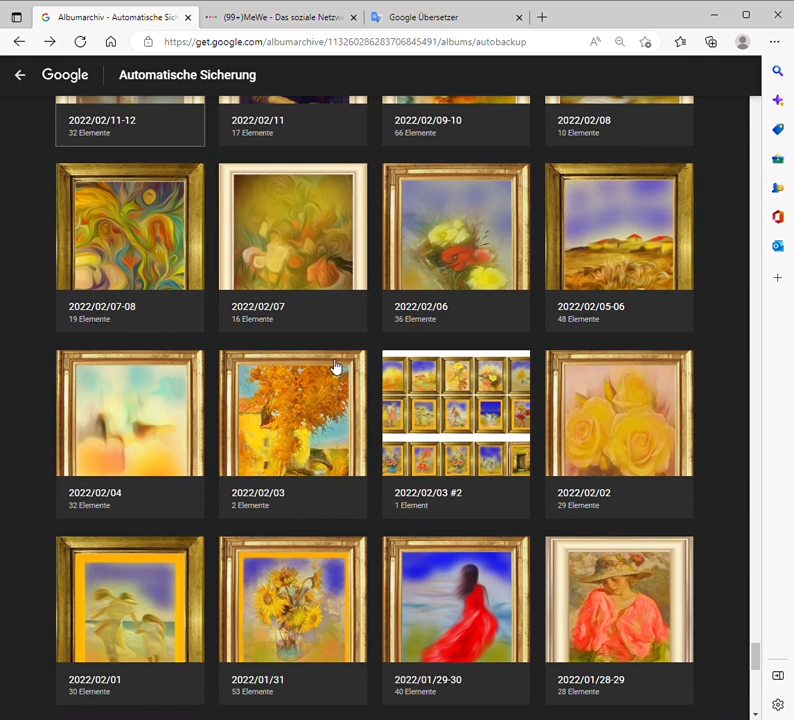 Albumarchiv - Automatische Sich
(99+)MeWe - Das soziale Netzwe
Google Übersetzer
https://get.google.com/albumarchive/113260286283706845491/albums/autobackup
Google
Automatische Sicherung
2022/02/11-12
32 Elemente
2022/02/11
17 Elemente
2022/02/09-10
66 Elemente
2022/02/08
10 Elemente
2022/02/07-08
19 Elemente
2022/02/07
16 Elemente
2022/02/06
36 Elemente
2022/02/05-06
48 Elemente
2022/02/04
32 Elemente
2022/02/03
2 Elemente
2022/02/03 #2
1 Element
2022/02/02
29 Elemente
2022/02/01
30 Elemente
2022/01/31
53 Elemente
2022/01/29-30
40 Elemente
2022/01/28-29
28 Elemente